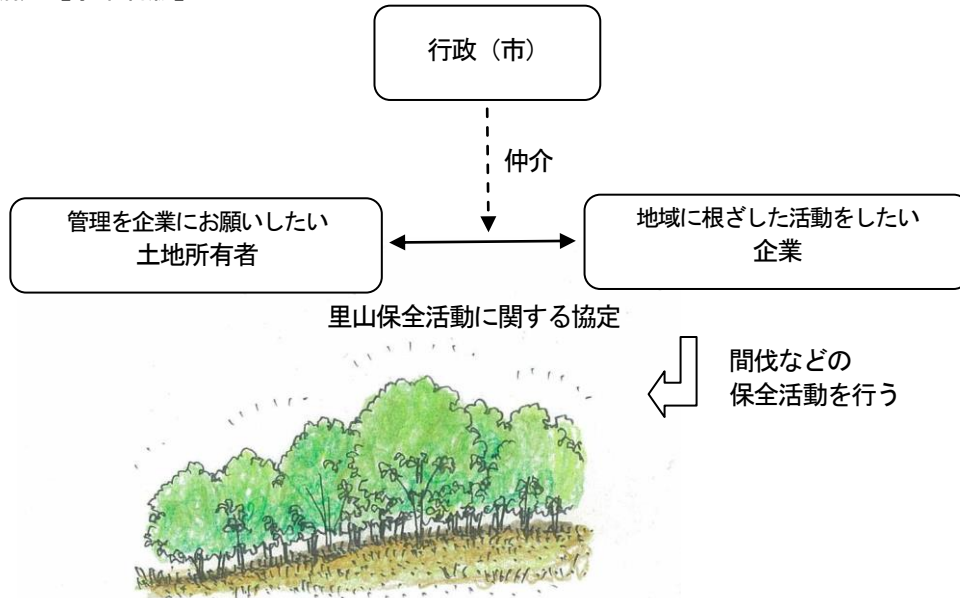 行政（市）
仲介
管理を企業にお願いしたい
土地所有者
地域に根ざした活動をしたい
企業
里山保全活動に関する協定
間伐などの
保全活動を行う